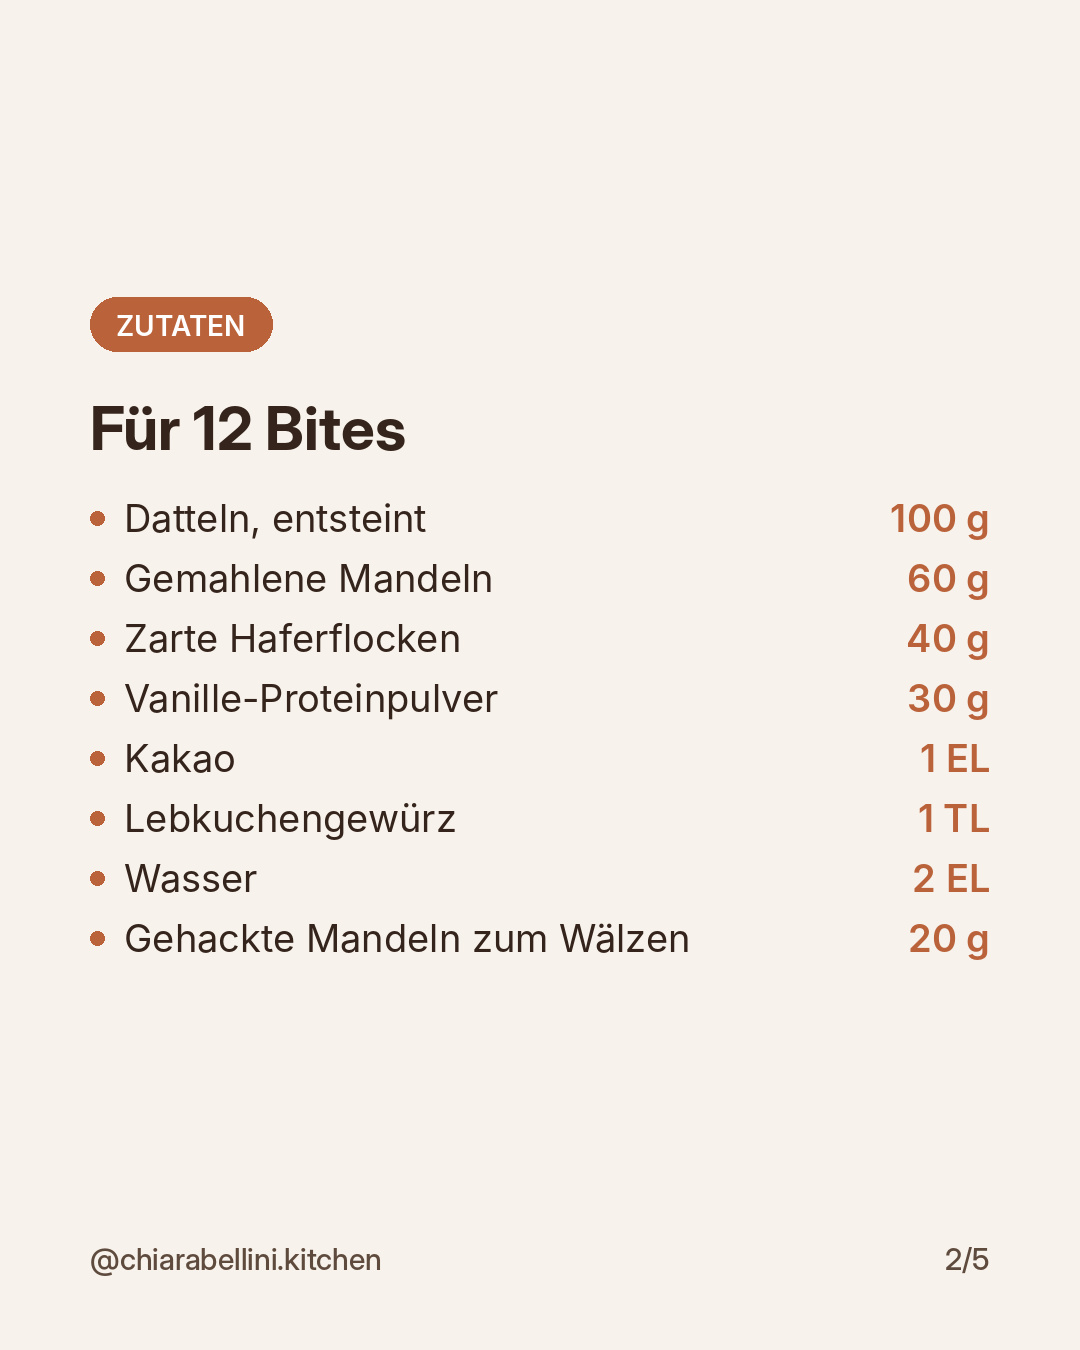 ZUTATEN
Für 12 Bites
Datteln, entsteint 100 g
Gemahlene Mandeln 60 g
Zarte Haferflocken 40 g
Vanille-Proteinpulver 30 g
Kakao 1 EL
Lebkuchengewürz 1 TL
Wasser 2 EL
Gehackte Mandeln zum Wälzen 20 g
@chiarabellini.kitchen 2/5